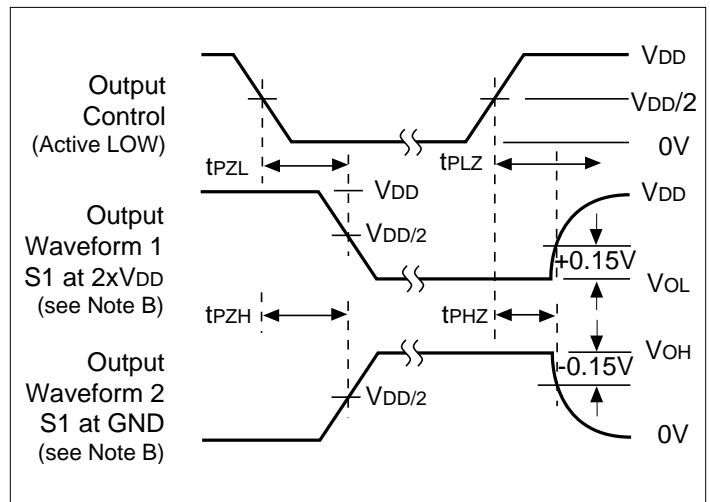 Output
Control
(Active LOW)
VDD
VDD/2
0V
tPZL
tPLZ
Output
Waveform 1
S1 at 2xVDD
(see Note B)
VDD
VDD/2
VDD
+0.15V
VOL
tPZH
tPHZ
Output
Waveform 2
S1 at GND
(see Note B)
VDD/2
VOH
-0.15V
0V